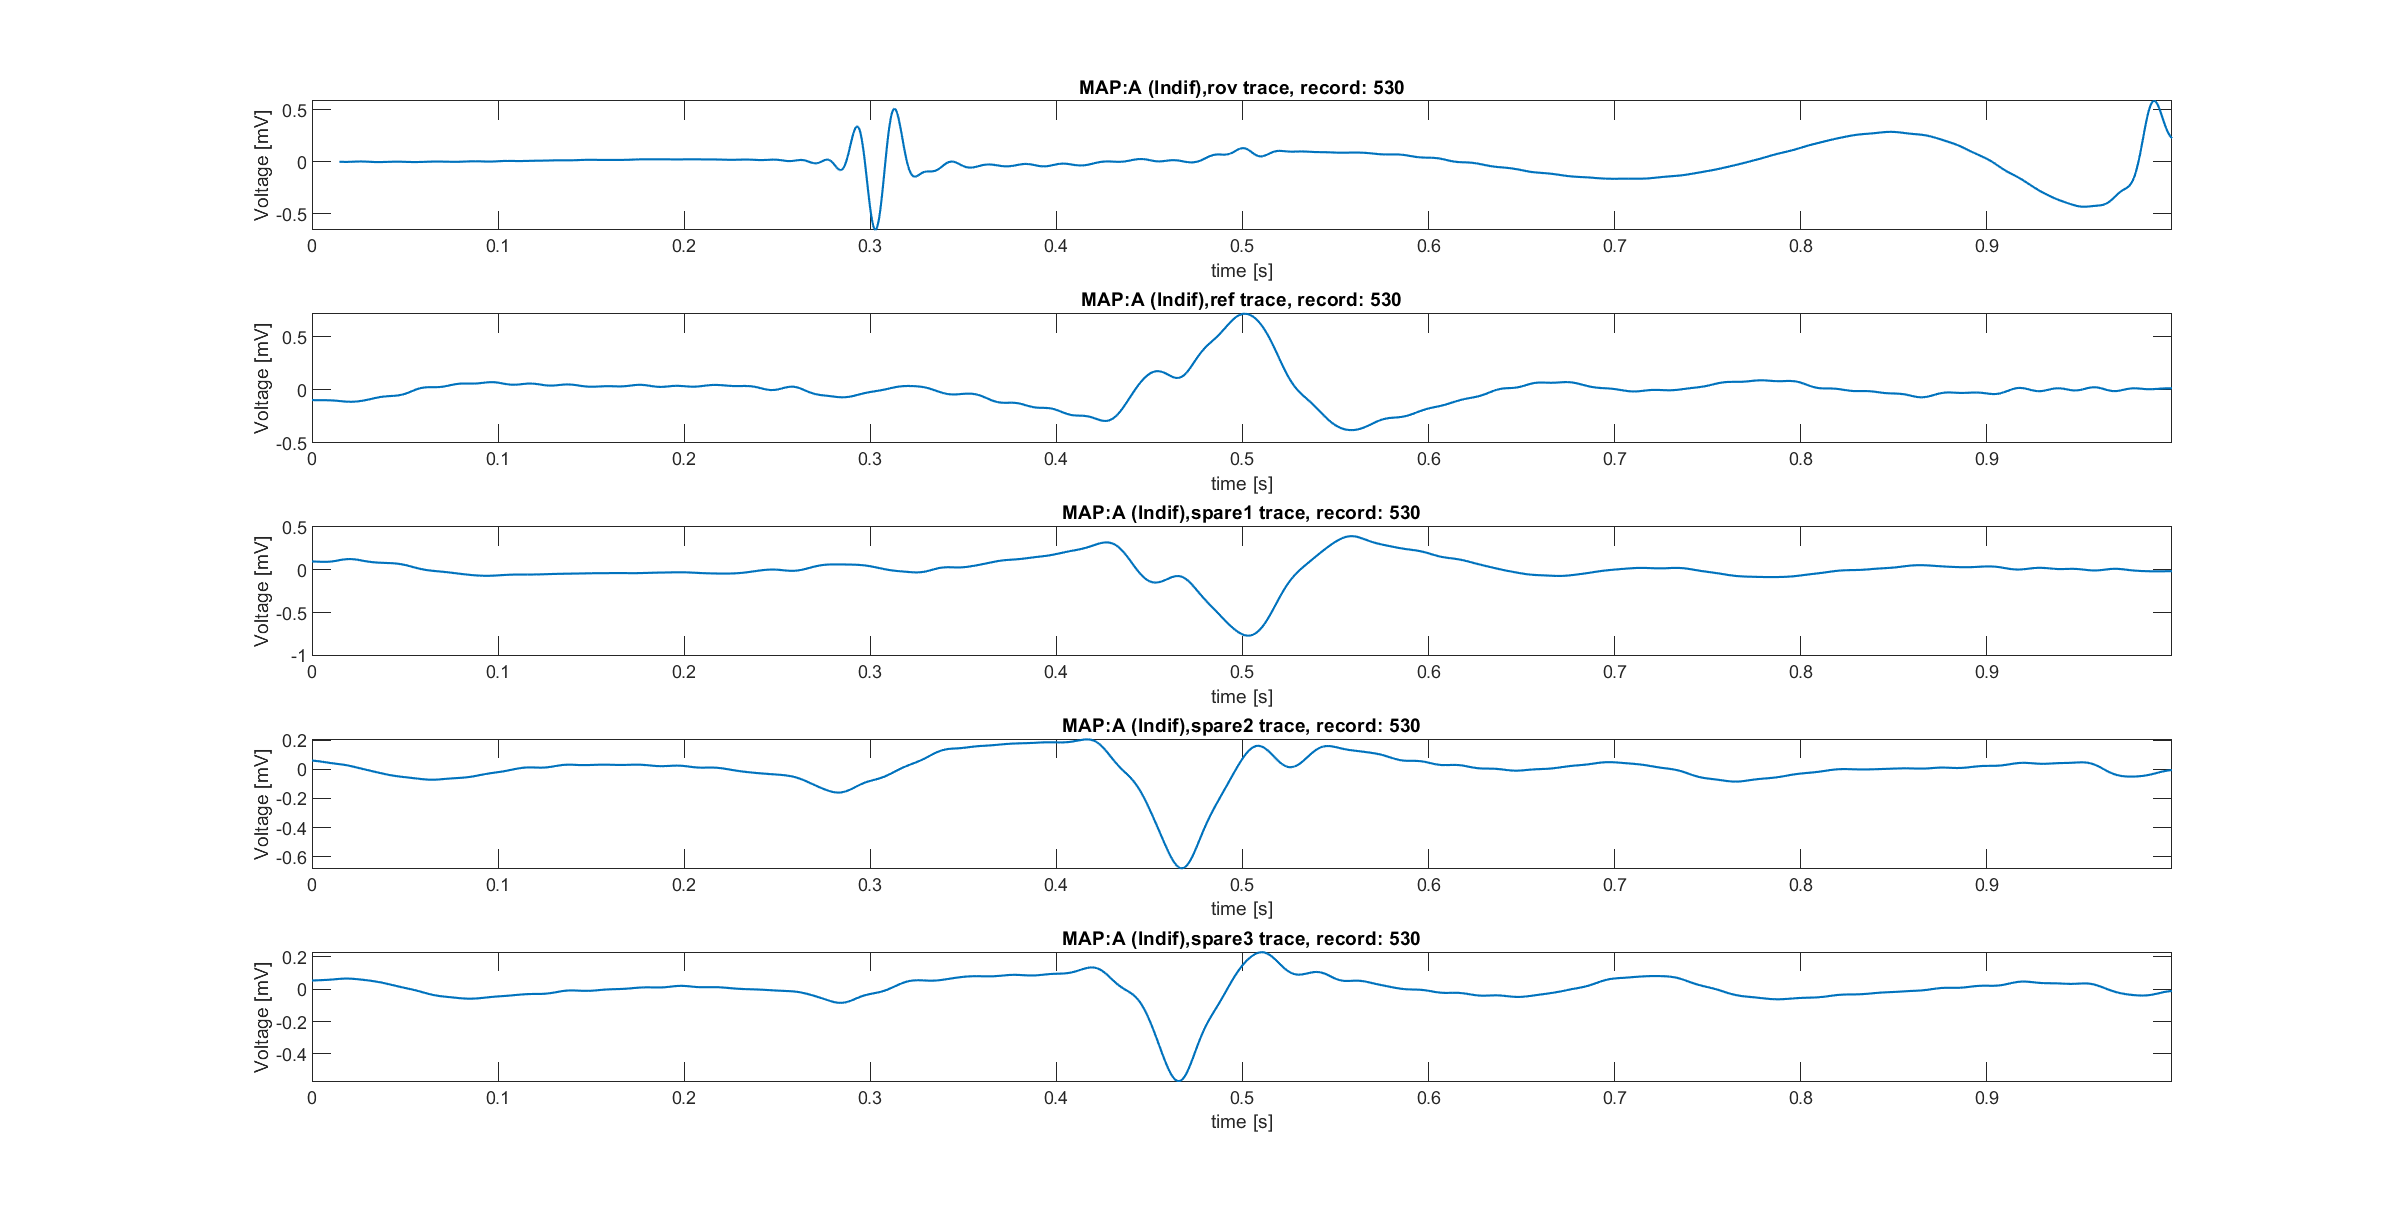 MAP:A (Indif),rov trace, record: 530
Voltage [mV]
0.5
0
-0.5
0 0.1 0.2 0.3 0.4 0.5 0.6 0.7 0.8 0.9
time [s]
MAP:A (Indif),ref trace, record: 530
Voltage [mV]
0.5
0
-0.5
0 0.1 0.2 0.3 0.4 0.5 0.6 0.7 0.8 0.9
time [s]
MAP:A (Indif),spare1 trace, record: 530
Voltage [mV]
0.5
0
-0.5
-1
0 0.1 0.2 0.3 0.4 0.5 0.6 0.7 0.8 0.9
time [s]
MAP:A (Indif),spare2 trace, record: 530
Voltage [mV]
0.2
0
-0.2
-0.4
-0.6
0 0.1 0.2 0.3 0.4 0.5 0.6 0.7 0.8 0.9
time [s]
MAP:A (Indif),spare3 trace, record: 530
Voltage [mV]
0.2
0
-0.2
-0.4
0 0.1 0.2 0.3 0.4 0.5 0.6 0.7 0.8 0.9
time [s]